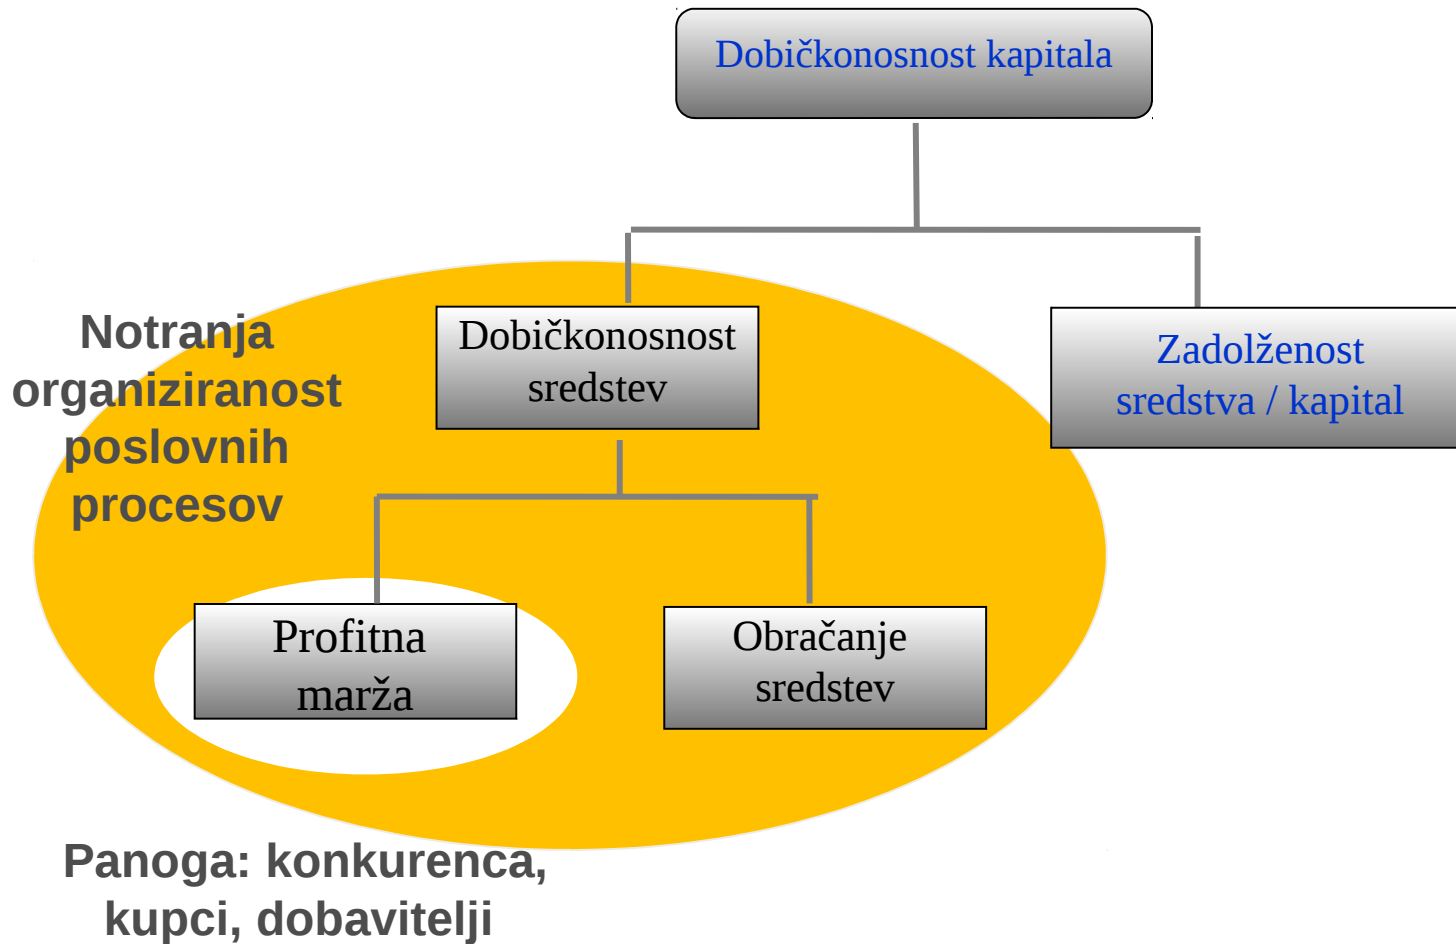 Dobičkonosnost kapitala
Notranja
organiziranost
poslovnih
procesov
Dobičkonosnost
sredstev
Zadolženost
sredstva / kapital
Profitna
marža
Obračanje
sredstev
Panoga: konkurenca,
kupci, dobavitelji